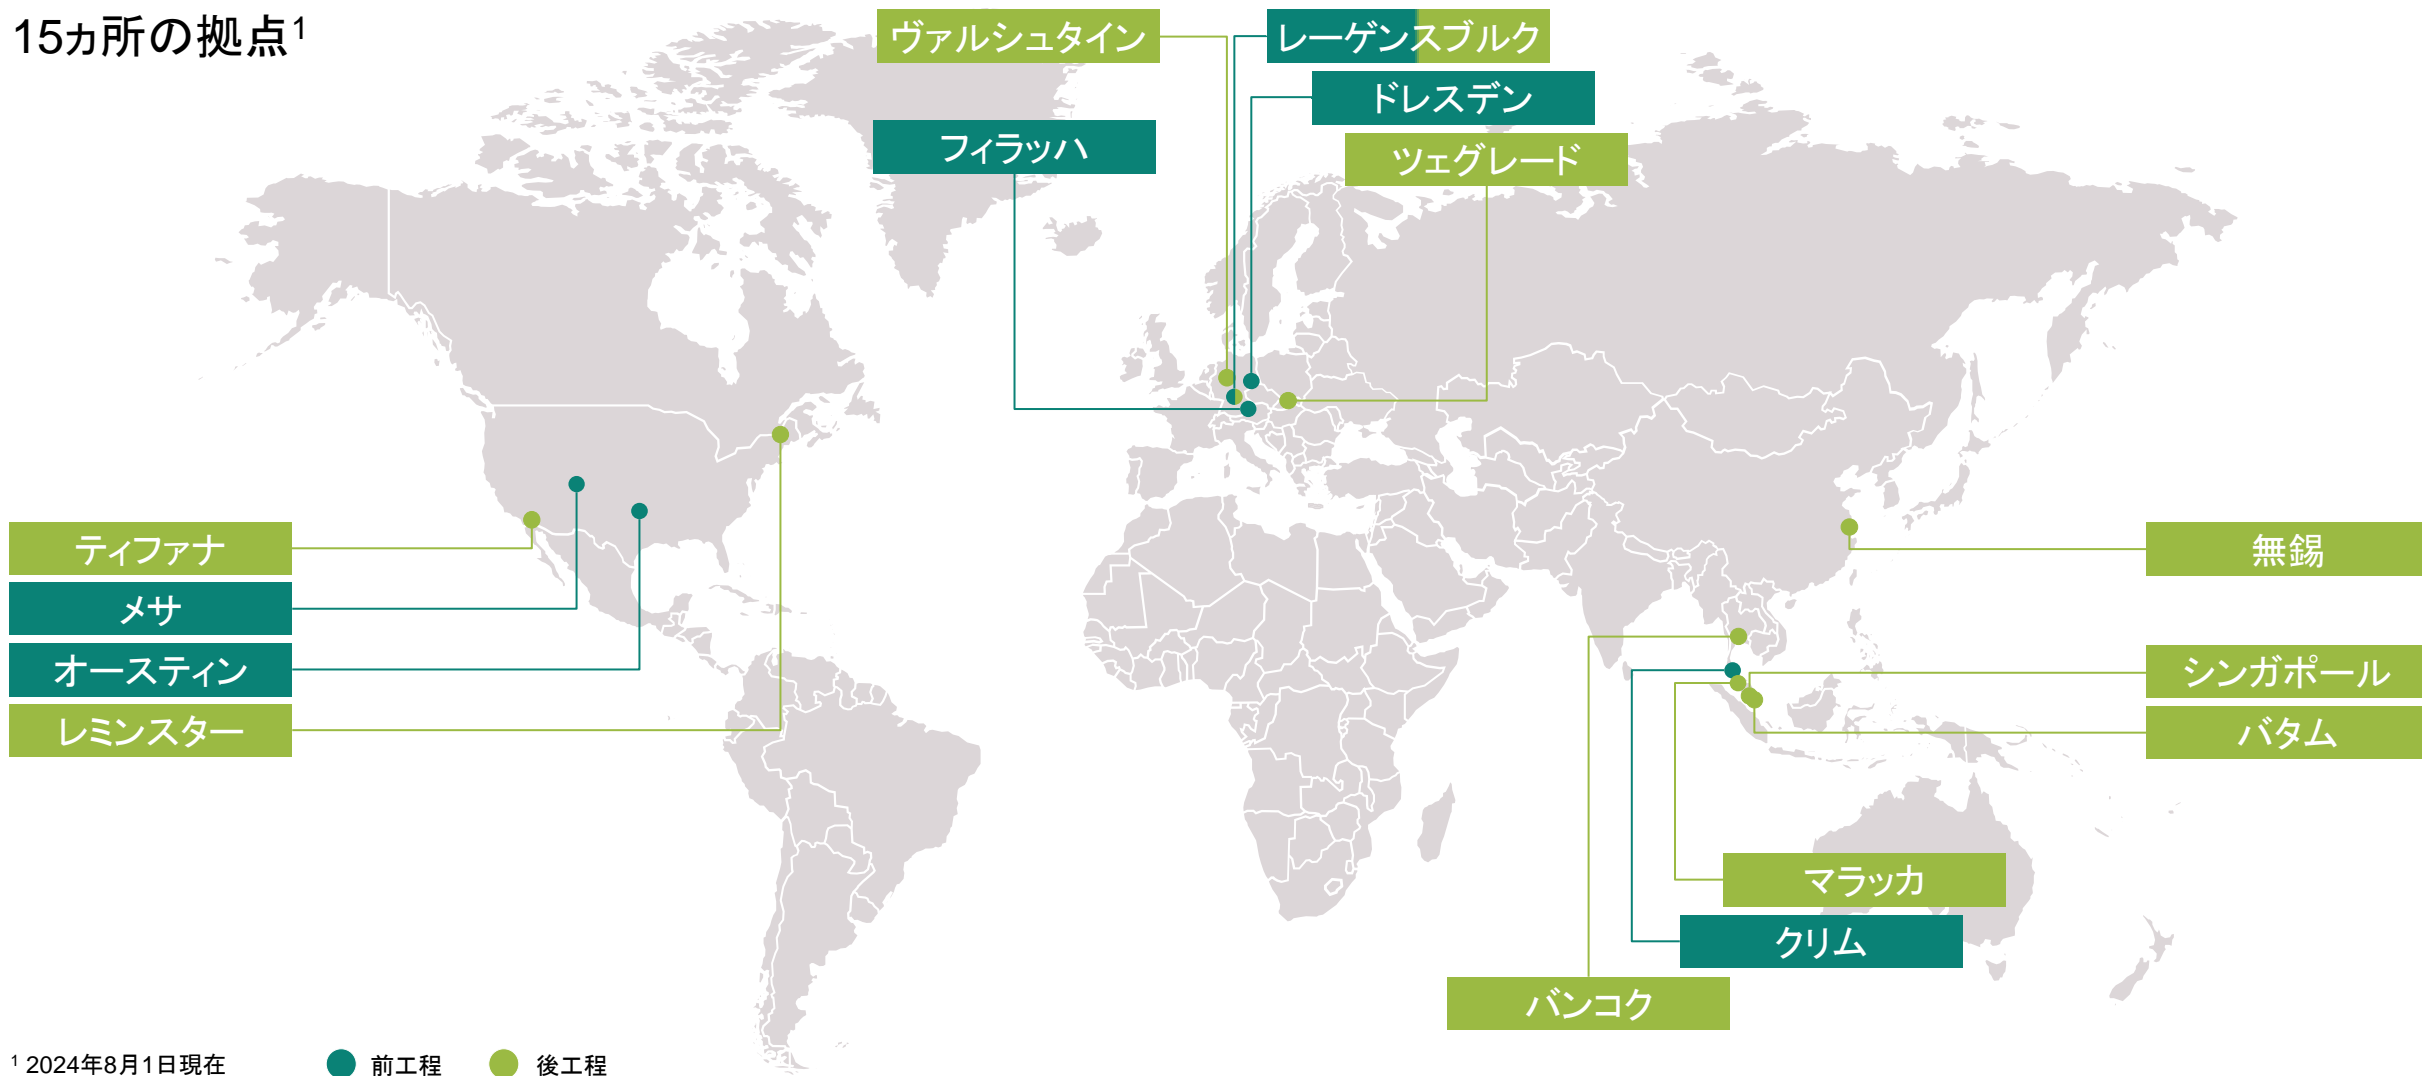 15ヵ所の拠点1
ヴァルシュタイン
レーゲンスブルク
ドレスデン
フィラッハ
ツェグレード
ティファナ
メサ
オースティン
レミンスター
無錫
シンガポール
バタム
マラッカ
クリム
バンコク
1 2024年8月1日現在
前工程
後工程